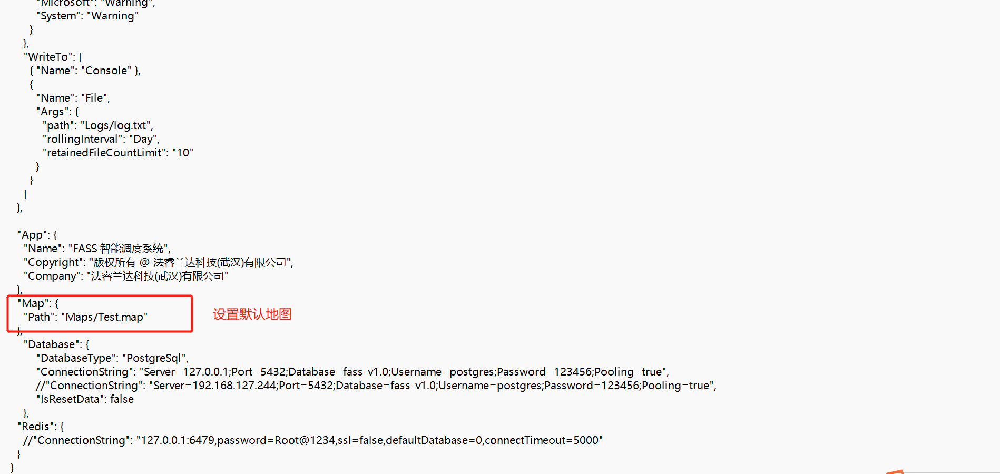 "Microsoft": "Warning",
"System": "Warning"
}
},
"WriteTo": [
{ "Name": "Console" },
{
"Name": "File",
"Args": {
"path": "Logs/log.txt",
"rollingInterval": "Day",
"retainedFileCountLimit": "10"
}
}
]
},
"App": {
"Name": "FASS 智能调度系统",
"Copyright": "版权所有 @ 法睿兰达科技(武汉)有限公司",
"Company": "法睿兰达科技(武汉)有限公司"
},
"Map": {
"Path": "Maps/Test.map"
设置默认地图
},
"Database": {
"DatabaseType": "PostgreSql",
"ConnectionString": "Server=127.0.0.1;Port=5432;Database=fass-v1.0;Username=postgres;Password=123456;Pooling=true",
//"ConnectionString": "Server=192.168.127.244;Port=5432;Database=fass-v1.0;Username=postgres;Password=123456;Pooling=true",
"IsResetData": false
},
"Redis": {
//"ConnectionString": "127.0.0.1:6479,password=Root@1234,ssl=false,defaultDatabase=0,connectTimeout=5000"
}
}